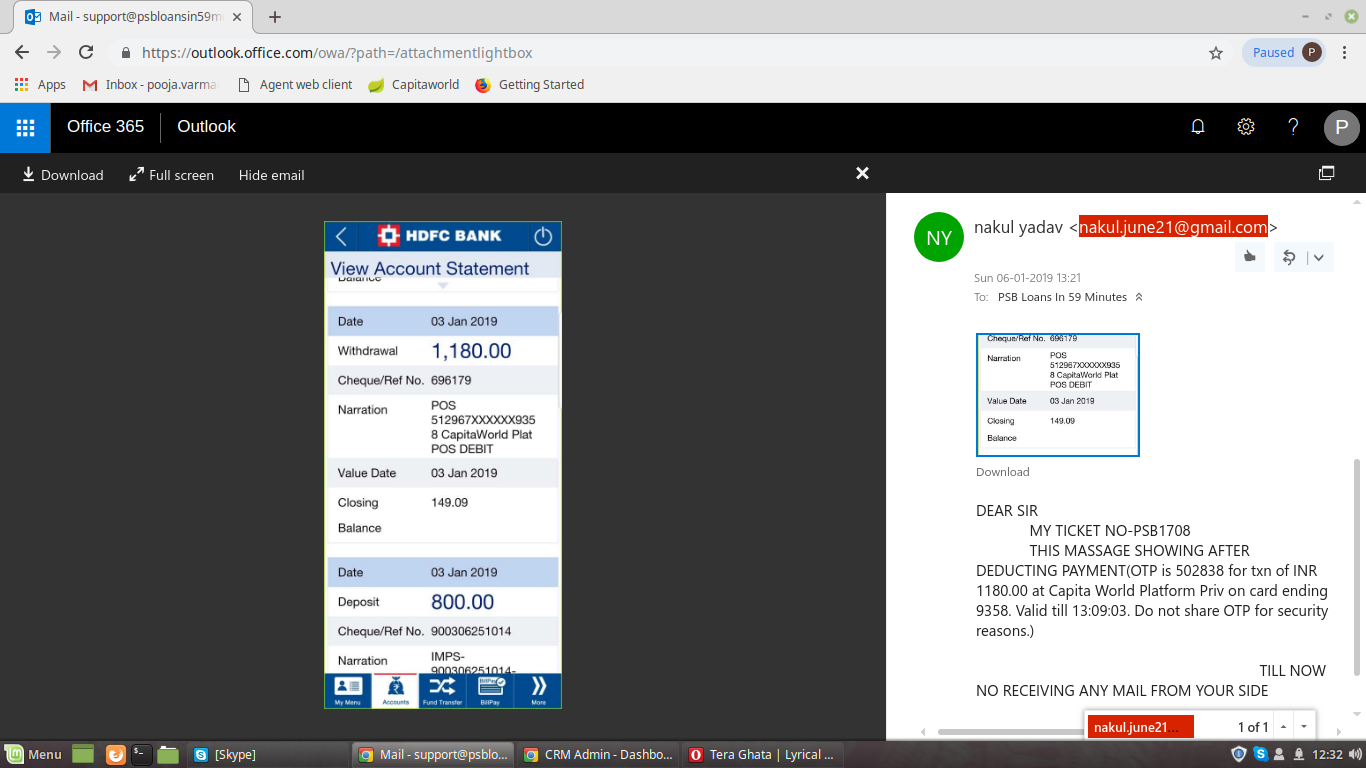 Mail - support@psbloansin59m
https://outlook.office.com/owa/?path=/attachmentlightbox
Paused P
Apps Inbox - pooja.varma Agent web client Capitaworld Getting Started
Office 365 Outlook
P
Download Full screen Hide email
HDFC BANK
View Account Statement
Balance
Date 03 Jan 2019
Withdrawal 1,180.00
Cheque/Ref No. 696179
Narration POS
512967XXXXXX935
8 CapitaWorld Plat
POS DEBIT
Value Date 03 Jan 2019
Closing 149.09
Balance
Date 03 Jan 2019
Deposit 800.00
Cheque/Ref No. 900306251014
Narration IMPS-
900306251014-
My Menu Accounts Fund Transfer BillPay More
NY
nakul yadav <nakul.june21@gmail.com>
Sun 06-01-2019 13:21
To: PSB Loans In 59 Minutes
Cheque/Ref No. 696179
Narration POS
512967XXXXXX935
8 CapitaWorld Plat
POS DEBIT
Value Date 03 Jan 2019
Closing 149.09
Balance
Download
DEAR SIR
MY TICKET NO-PSB1708
THIS MASSAGE SHOWING AFTER
DEDUCTING PAYMENT(OTP is 502838 for txn of INR
1180.00 at Capita World Platform Priv on card ending
9358. Valid till 13:09:03. Do not share OTP for security
reasons.)
TILL NOW
NO RECEIVING ANY MAIL FROM YOUR SIDE
nakul.june21... 1 of 1
Menu [Skype] Mail - support@psblo... CRM Admin - Dashbo... Tera Ghata | Lyrical ... 12:32